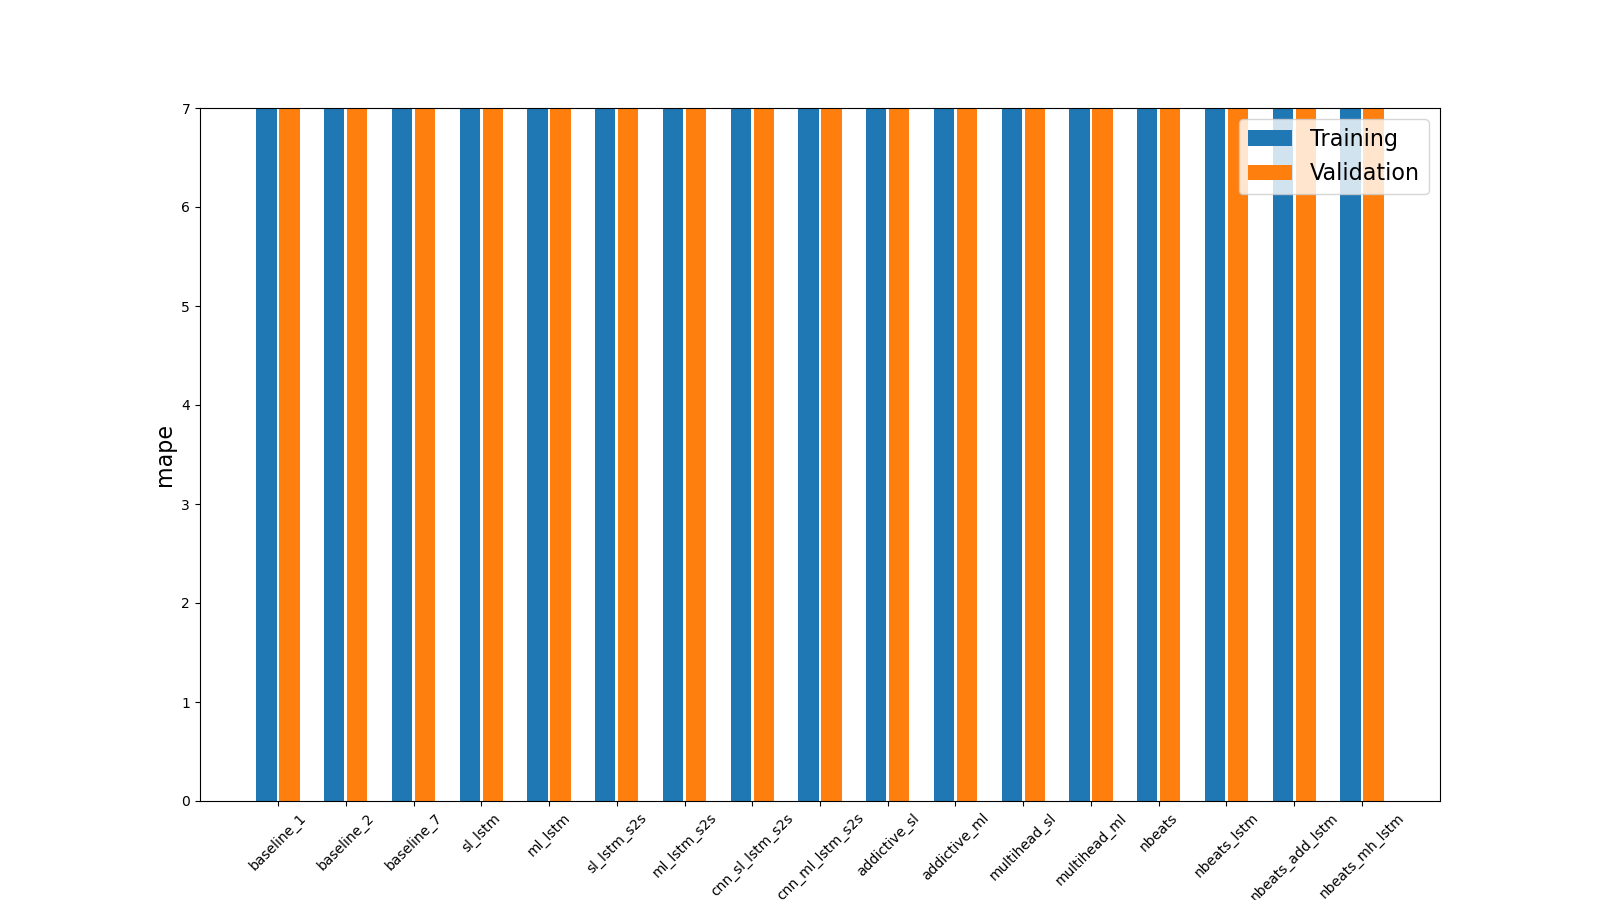 7
6
5
4
3
2
1
0
mape
Training
Validation
baseline_1
baseline_2
baseline_7
sl_lstm
ml_lstm
sl_lstm_s2s
ml_lstm_s2s
cnn_sl_lstm_s2s
cnn_ml_lstm_s2s
addictive_sl
addictive_ml
multihead_sl
multihead_ml
nbeats
nbeats_lstm
nbeats_add_lstm
nbeats_mh_lstm